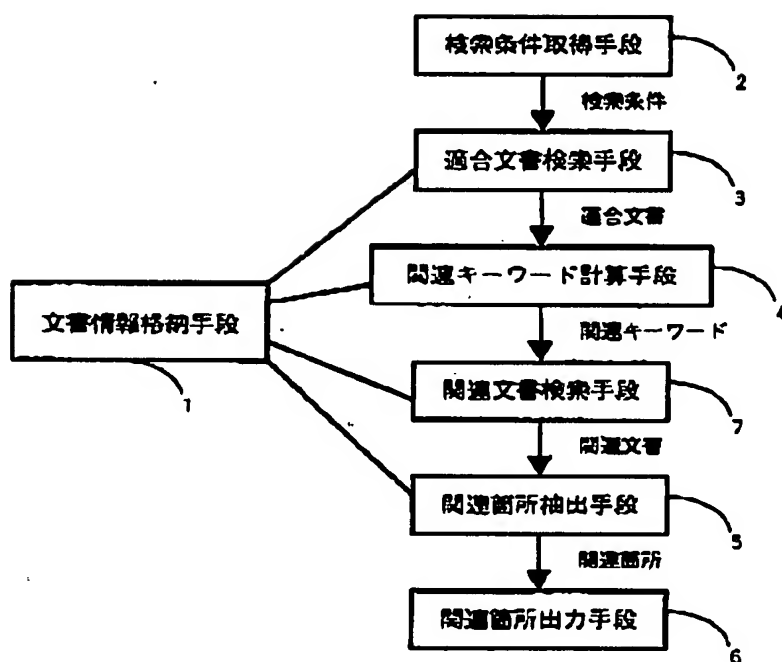 検索条件取得手段
2
検索条件
適合文書検索手段
3
適合文書
関連キーワード計算手段
4
関連キーワード
文書情報格納手段
1
関連文書検索手段
7
関連文書
関連箇所抽出手段
5
関連箇所
関連箇所出力手段
6